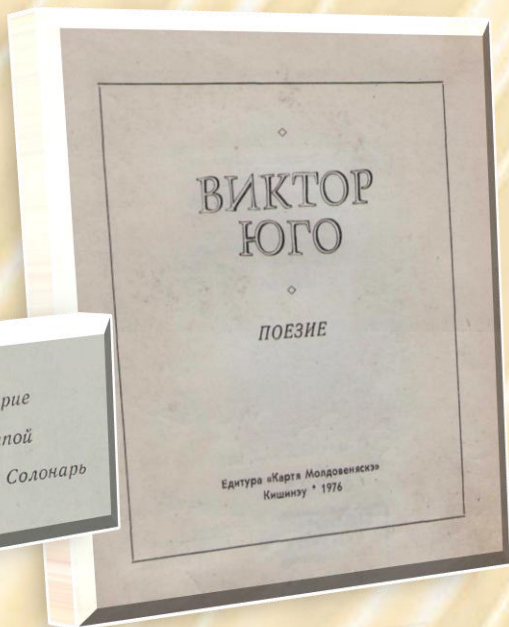 ВИКТОР
ЮГО
ПОЕЗИЕ
Едитура «Картя Молдовеняскэ»
Кишинэу * 1976
Солонарь